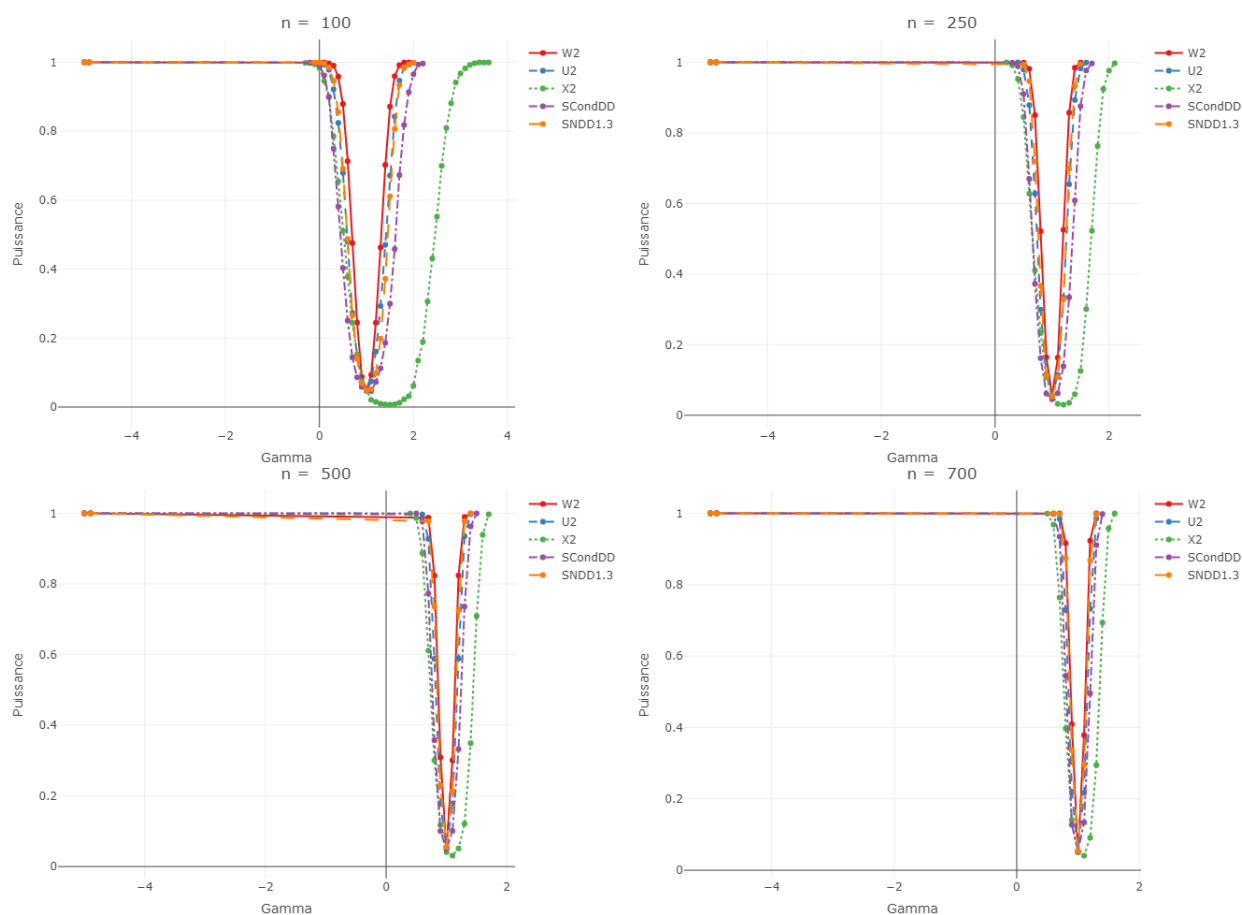 n = 100
1
0.8
0.6
0.4
0.2
0
−4
−2
0
2
4
Puissance
Gamma
W2
U2
X2
SCondDD
SNDD1.3
n = 250
1
0.8
0.6
0.4
0.2
0
−4
−2
0
2
Puissance
Gamma
W2
U2
X2
SCondDD
SNDD1.3
n = 500
1
0.8
0.6
0.4
0.2
0
−4
−2
0
2
Puissance
Gamma
W2
U2
X2
SCondDD
SNDD1.3
n = 700
1
0.8
0.6
0.4
0.2
0
−4
−2
0
2
Puissance
Gamma
W2
U2
X2
SCondDD
SNDD1.3